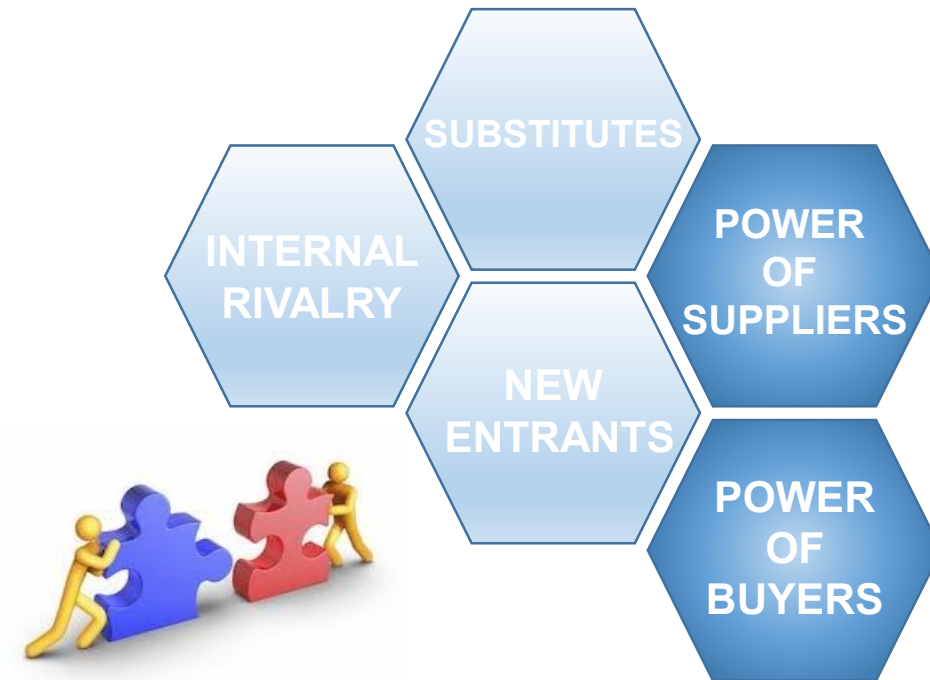 SUBSTITUTES
INTERNAL
RIVALRY
POWER
OF
SUPPLIERS
NEW
ENTRANTS
POWER
OF
BUYERS